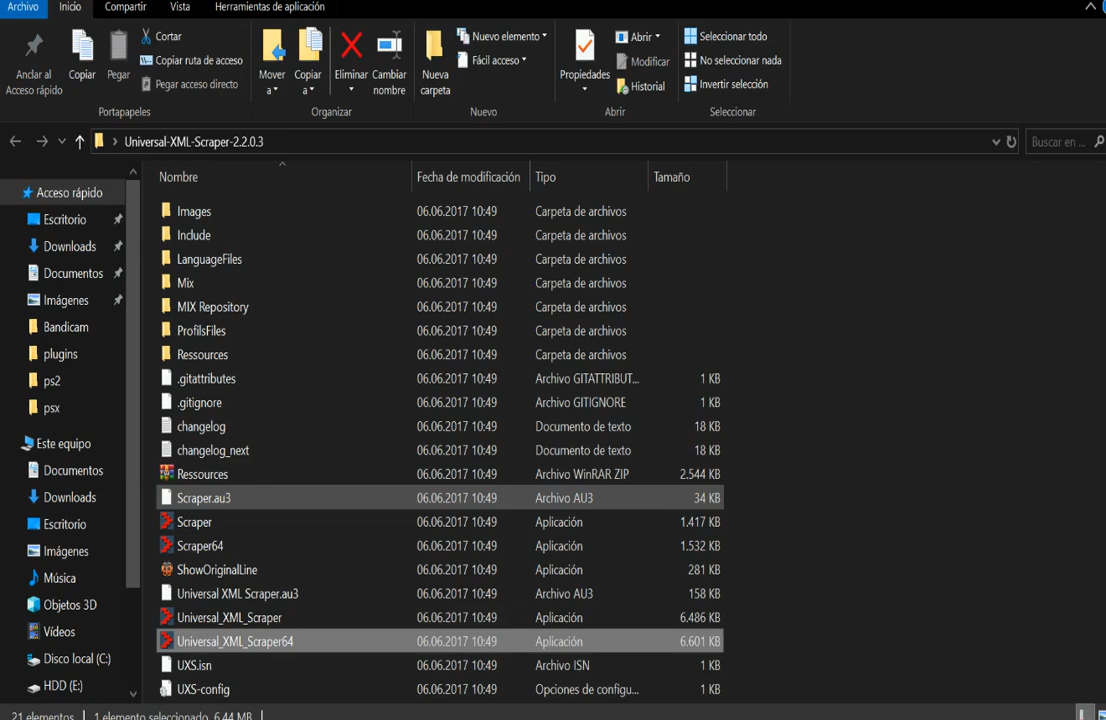 Archivo Inicio Compartir Vista Herramientas de aplicación
Anclar al Acceso rápido
Copiar
Pegar
Cortar
Copiar ruta de acceso
Pegar acceso directo
Portapapeles
Mover a
Copiar a
Eliminar
Cambiar nombre
Organizar
Nueva carpeta
Nuevo elemento
Fácil acceso
Nuevo
Propiedades
Abrir
Modificar
Historial
Abrir
Seleccionar todo
No seleccionar nada
Invertir selección
Seleccionar
Universal-XML-Scraper-2.2.0.3
Buscar en ...
Acceso rápido
Escritorio
Downloads
Documentos
Imágenes
Bandicam
plugins
ps2
psx
Este equipo
Documentos
Downloads
Escritorio
Imágenes
Música
Objetos 3D
Vídeos
Disco local (C:)
HDD (E:)
Nombre Fecha de modificación Tipo Tamaño
Images 06.06.2017 10:49 Carpeta de archivos
Include 06.06.2017 10:49 Carpeta de archivos
LanguageFiles 06.06.2017 10:49 Carpeta de archivos
Mix 06.06.2017 10:49 Carpeta de archivos
MIX Repository 06.06.2017 10:49 Carpeta de archivos
ProfilsFiles 06.06.2017 10:49 Carpeta de archivos
Ressources 06.06.2017 10:49 Carpeta de archivos
.gitattributes 06.06.2017 10:49 Archivo GITATTRIBUT... 1 KB
.gitignore 06.06.2017 10:49 Archivo GITIGNORE 1 KB
changelog 06.06.2017 10:49 Documento de texto 18 KB
changelog_next 06.06.2017 10:49 Documento de texto 18 KB
Ressources 06.06.2017 10:49 Archivo WinRAR ZIP 2.544 KB
Scraper.au3 06.06.2017 10:49 Archivo AU3 34 KB
Scraper 06.06.2017 10:49 Aplicación 1.417 KB
Scraper64 06.06.2017 10:49 Aplicación 1.532 KB
ShowOriginalLine 06.06.2017 10:49 Aplicación 281 KB
Universal XML Scraper.au3 06.06.2017 10:49 Archivo AU3 158 KB
Universal_XML_Scraper 06.06.2017 10:49 Aplicación 6.486 KB
Universal_XML_Scraper64 06.06.2017 10:49 Aplicación 6.601 KB
UXS.isn 06.06.2017 10:49 Archivo ISN 1 KB
UXS-config 06.06.2017 10:49 Opciones de configu... 1 KB
21 elementos 1 elemento seleccionado 6,44 MB